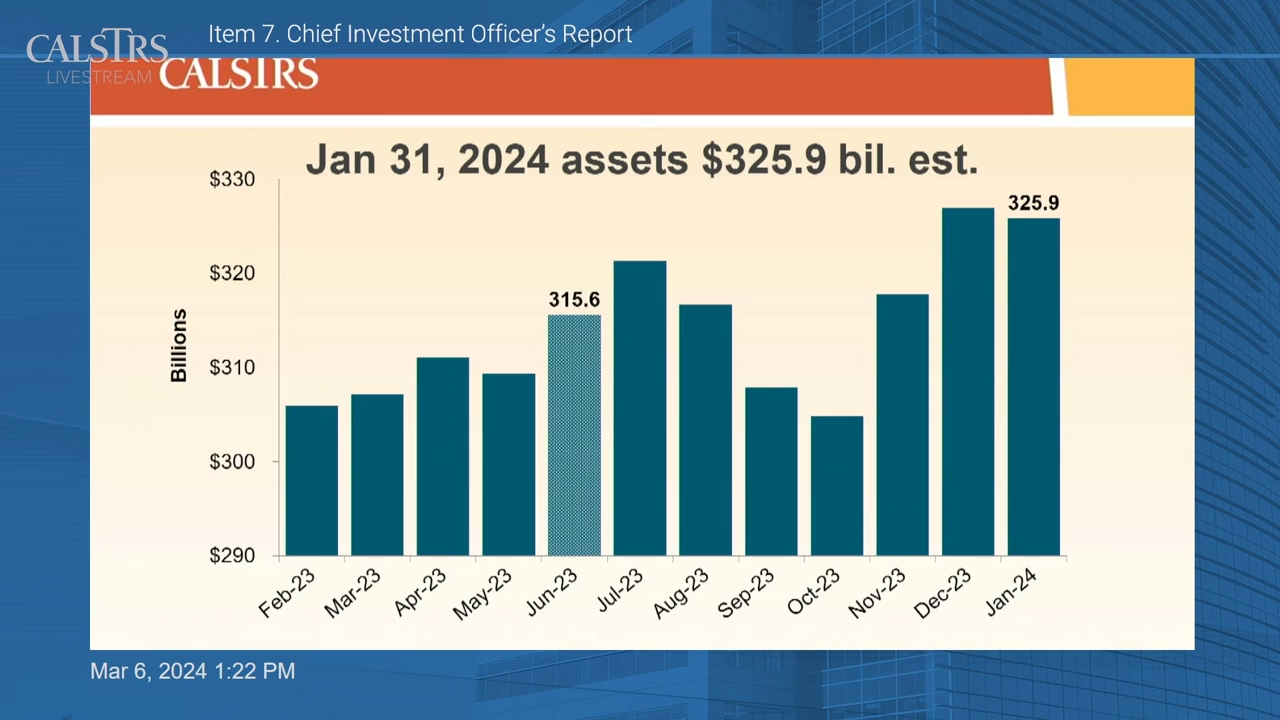 Item 7. Chief Investment Officer's Report
CALSTRS
LIVESTREAM
CALSTRS
Jan 31, 2024 assets $325.9 bil. est.
$330
$320
$310
$300
$290
Billions
315.6
325.9
Feb-23
Mar-23
Apr-23
May-23
Jun-23
Jul-23
Aug-23
Sep-23
Oct-23
Nov-23
Dec-23
Jan-24
Mar 6, 2024 1:22 PM